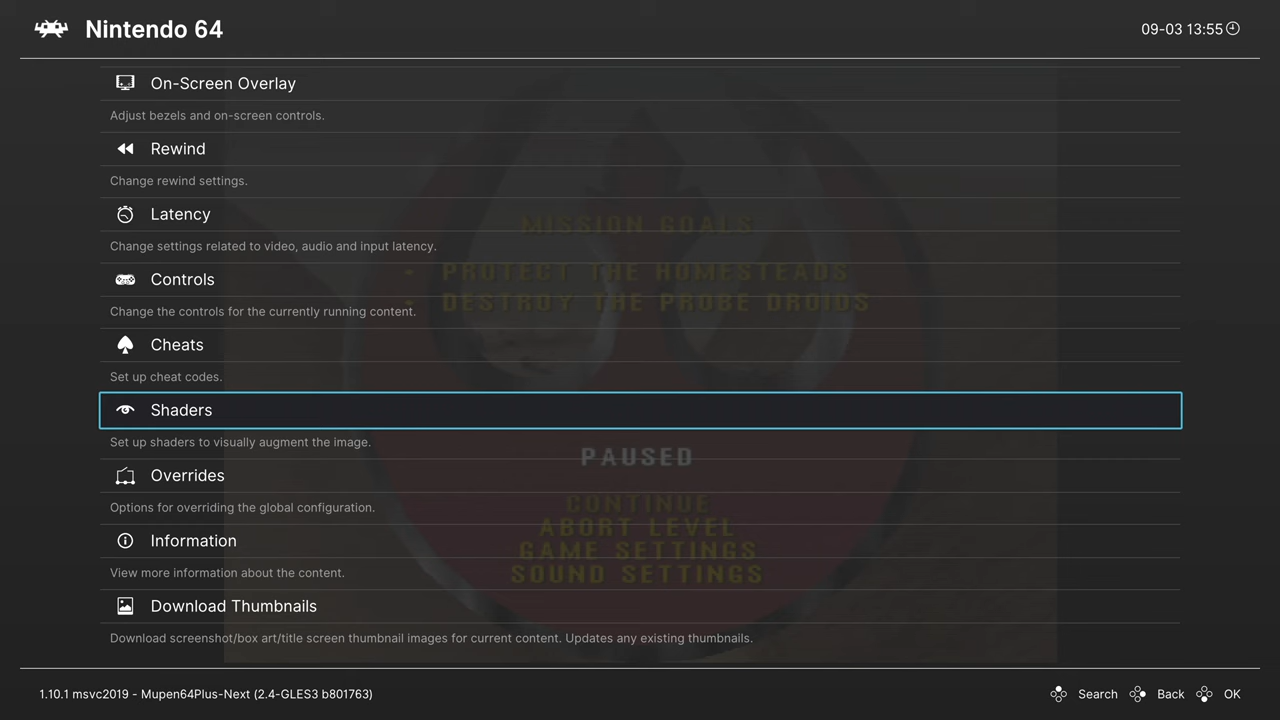 Nintendo 64
09-03 13:55
On-Screen Overlay
Adjust bezels and on-screen controls.
Rewind
Change rewind settings.
Latency
Change settings related to video, audio and input latency.
MISSION GOALS
Controls
- PROTECT THE HOMESTEADS
Change the controls for the currently running content.
- DESTROY THE PROBE DROIDS
Cheats
Set up cheat codes.
Shaders
Set up shaders to visually augment the image.
PAUSED
Overrides
Options for overriding the global configuration.
CONTINUE
ABORT LEVEL
Information
GAME SETTINGS
View more information about the content.
SOUND SETTINGS
Download Thumbnails
Download screenshot/box art/title screen thumbnail images for current content. Updates any existing thumbnails.
1.10.1 msvc2019 - Mupen64Plus-Next (2.4-GLES3 b801763)
Search Back OK